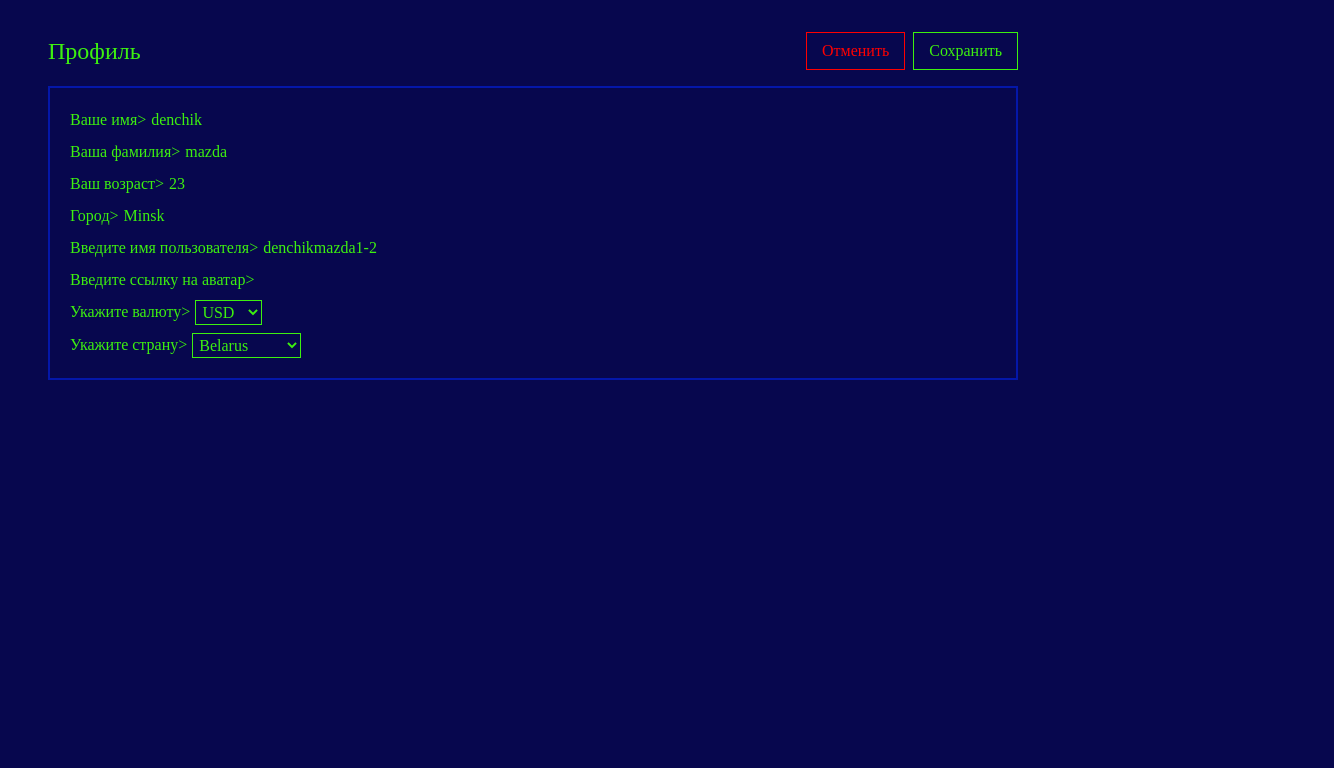 Профиль
Отменить Сохранить
Ваше имя> denchik
Ваша фамилия> mazda
Ваш возраст> 23
Город> Minsk
Введите имя пользователя> denchikmazda1-2
Введите ссылку на аватар>
Укажите валюту> USD
Укажите страну> Belarus